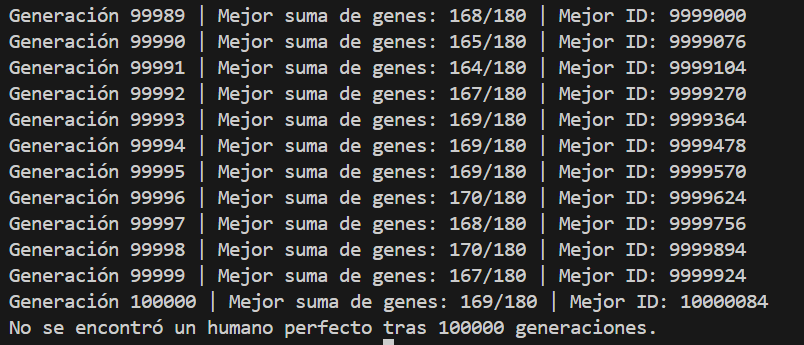 Generación 99989 | Mejor suma de genes: 168/180 | Mejor ID: 9999000
Generación 99990 | Mejor suma de genes: 165/180 | Mejor ID: 9999076
Generación 99991 | Mejor suma de genes: 164/180 | Mejor ID: 9999104
Generación 99992 | Mejor suma de genes: 167/180 | Mejor ID: 9999270
Generación 99993 | Mejor suma de genes: 169/180 | Mejor ID: 9999364
Generación 99994 | Mejor suma de genes: 169/180 | Mejor ID: 9999478
Generación 99995 | Mejor suma de genes: 169/180 | Mejor ID: 9999570
Generación 99996 | Mejor suma de genes: 170/180 | Mejor ID: 9999624
Generación 99997 | Mejor suma de genes: 168/180 | Mejor ID: 9999756
Generación 99998 | Mejor suma de genes: 170/180 | Mejor ID: 9999894
Generación 99999 | Mejor suma de genes: 167/180 | Mejor ID: 9999924
Generación 100000 | Mejor suma de genes: 169/180 | Mejor ID: 10000084
No se encontró un humano perfecto tras 100000 generaciones.